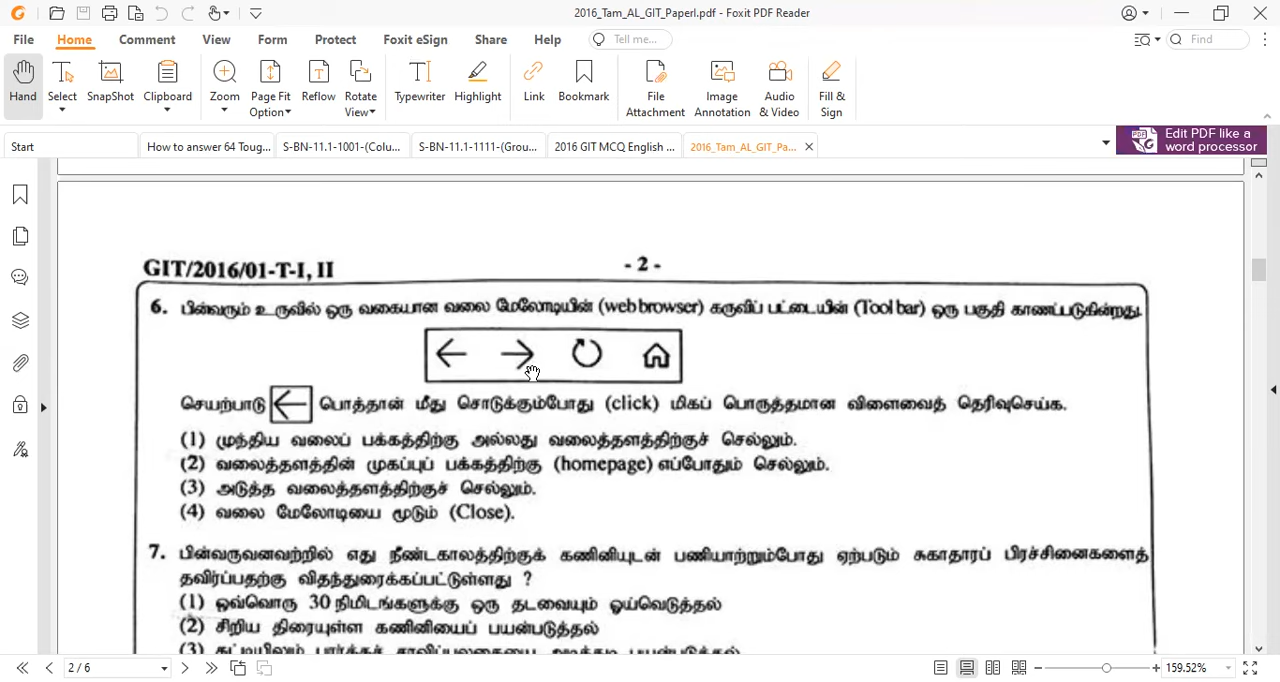 2016_Tam_AL_GIT_PaperI.pdf - Foxit PDF Reader
File Home Comment View Form Protect Foxit eSign Share Help Tell me... Find
Hand Select SnapShot Clipboard Zoom Page Fit Option Reflow Rotate View Typewriter Highlight Link Bookmark File Attachment Image Annotation Audio & Video Fill & Sign
Start How to answer 64 Toug... S-BN-11.1-1001-(Colu... S-BN-11.1-1111-(Grou... 2016 GIT MCQ English ... 2016_Tam_AL_GIT_Pa... Edit PDF like a word processor
GIT/2016/01-T-I, II - 2 -
6. பின்வரும் உருவில் ஒரு வகையான வலை மேலோடியின் (web browser) கருவிப் பட்டையின் (Tool bar) ஒரு பகுதி காணப்படுகின்றது.
செயற்பாடு பொத்தான் மீது சொடுக்கும்போது (click) மிகப் பொருத்தமான விளைவைத் தெரிவுசெய்க.
(1) முந்திய வலைப் பக்கத்திற்கு அல்லது வலைத்தளத்திற்குச் செல்லும்.
(2) வலைத்தளத்தின் முகப்புப் பக்கத்திற்கு (homepage) எப்போதும் செல்லும்.
(3) அடுத்த வலைத்தளத்திற்குச் செல்லும்.
(4) வலை மேலோடியை மூடும் (Close).
7. பின்வருவனவற்றில் எது நீண்டகாலத்திற்குக் கணினியுடன் பணியாற்றும்போது ஏற்படும் சுகாதாரப் பிரச்சினைகளைத்
தவிர்ப்பதற்கு விதந்துரைக்கப்பட்டுள்ளது ?
(1) ஒவ்வொரு 30 நிமிடங்களுக்கு ஒரு தடவையும் ஓய்வெடுத்தல்
(2) சிறிய திரையுள்ள கணினியைப் பயன்படுத்தல்
(3)
2 / 6 159.52%